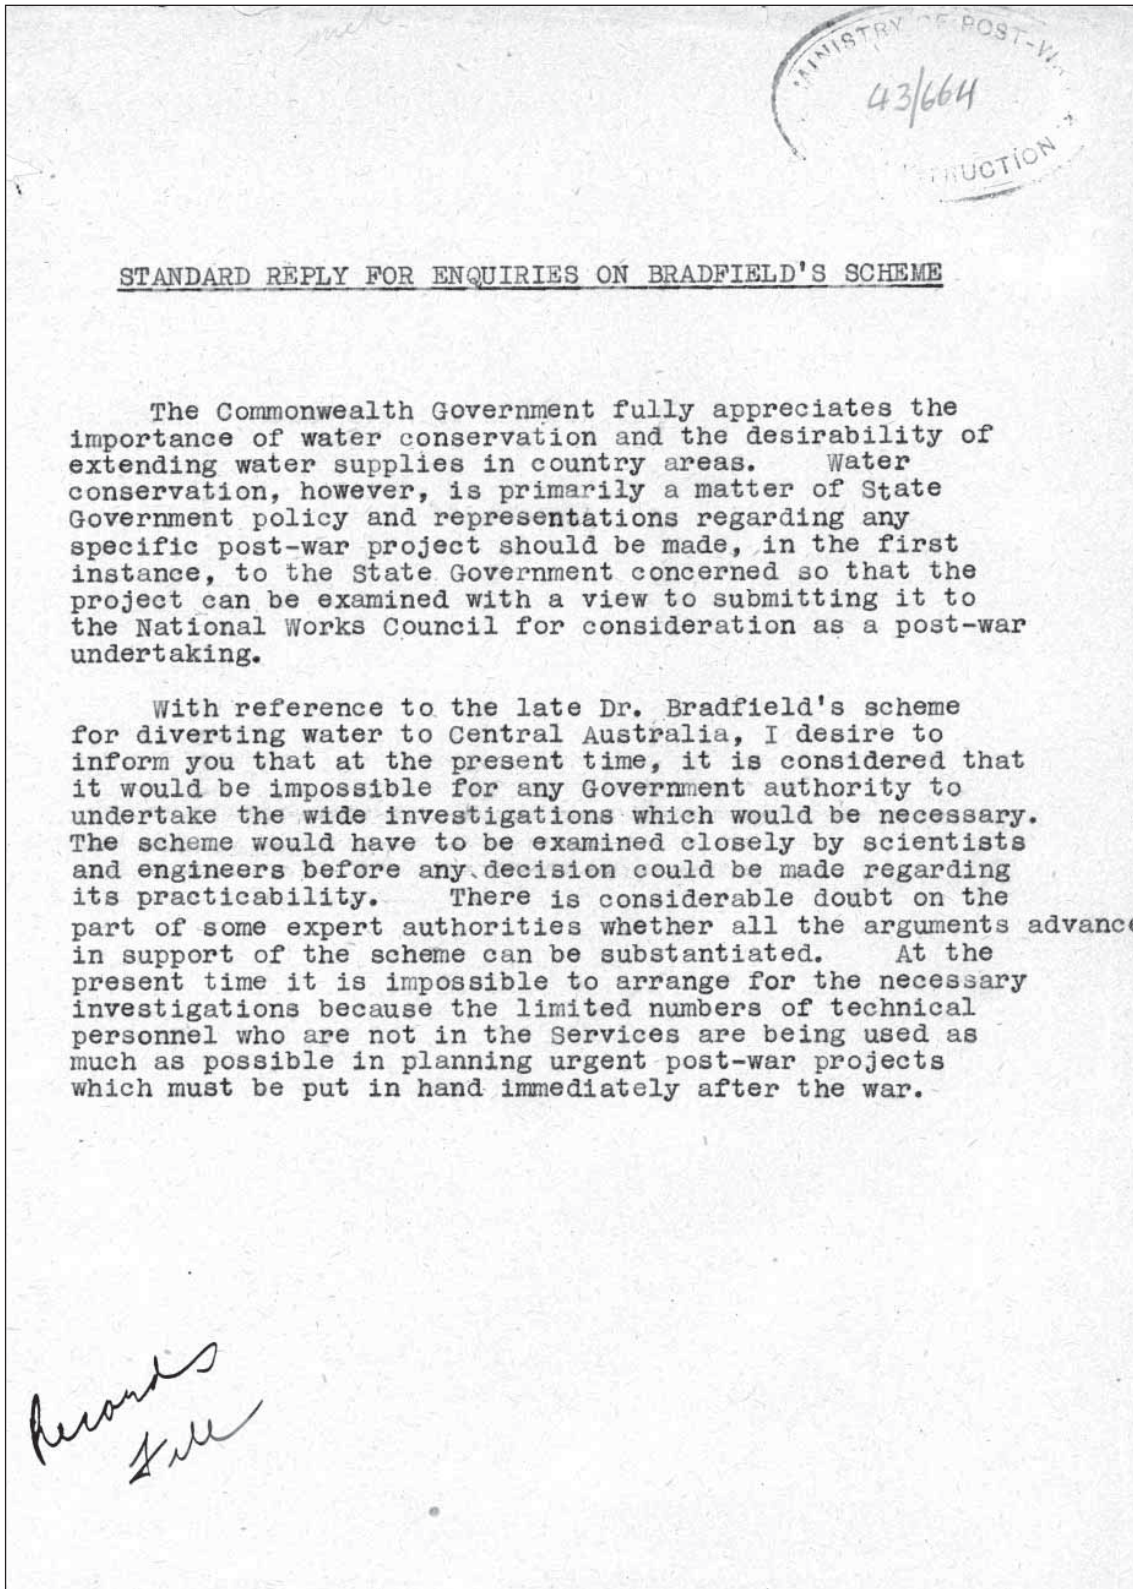 MINISTRY OF POST-W
43/664
RUCTION
STANDARD REPLY FOR ENQUIRIES ON BRADFIELD'S SCHEME
The Commonwealth Government fully appreciates the
importance of water conservation and the desirability of
extending water supplies in country areas. Water
conservation, however, is primarily a matter of State
Government policy and representations regarding any
specific post-war project should be made, in the first
instance, to the State Government concerned so that the
project can be examined with a view to submitting it to
the National Works Council for consideration as a post-war
undertaking.
With reference to the late Dr. Bradfield's scheme
for diverting water to Central Australia, I desire to
inform you that at the present time, it is considered that
it would be impossible for any Government authority to
undertake the wide investigations which would be necessary.
The scheme would have to be examined closely by scientists
and engineers before any decision could be made regarding
its practicability. There is considerable doubt on the
part of some expert authorities whether all the arguments advance
in support of the scheme can be substantiated. At the
present time it is impossible to arrange for the necessary
investigations because the limited numbers of technical
personnel who are not in the Services are being used as
much as possible in planning urgent post-war projects
which must be put in hand immediately after the war.
Records
File